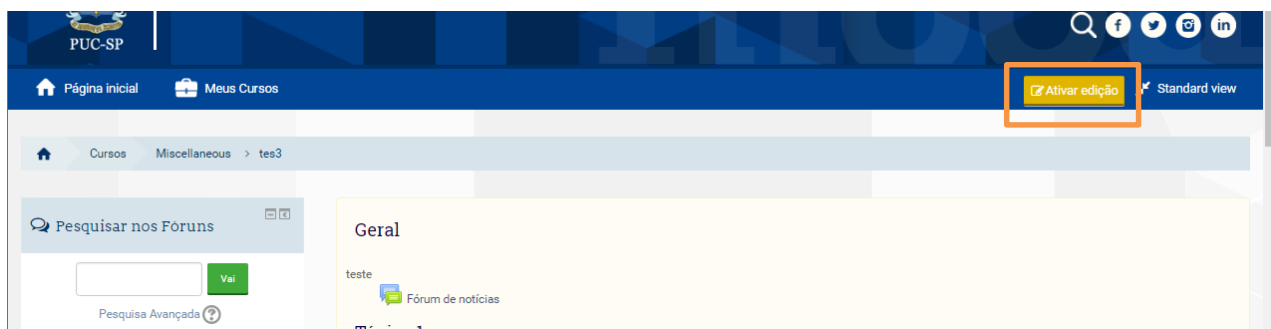 PUC-SP
Página inicial
Meus Cursos
Ativar edição
Standard view
Cursos Miscellaneous > tes3
Pesquisar nos Fóruns
Vai
Pesquisa Avançada
Geral
teste
Fórum de notícias